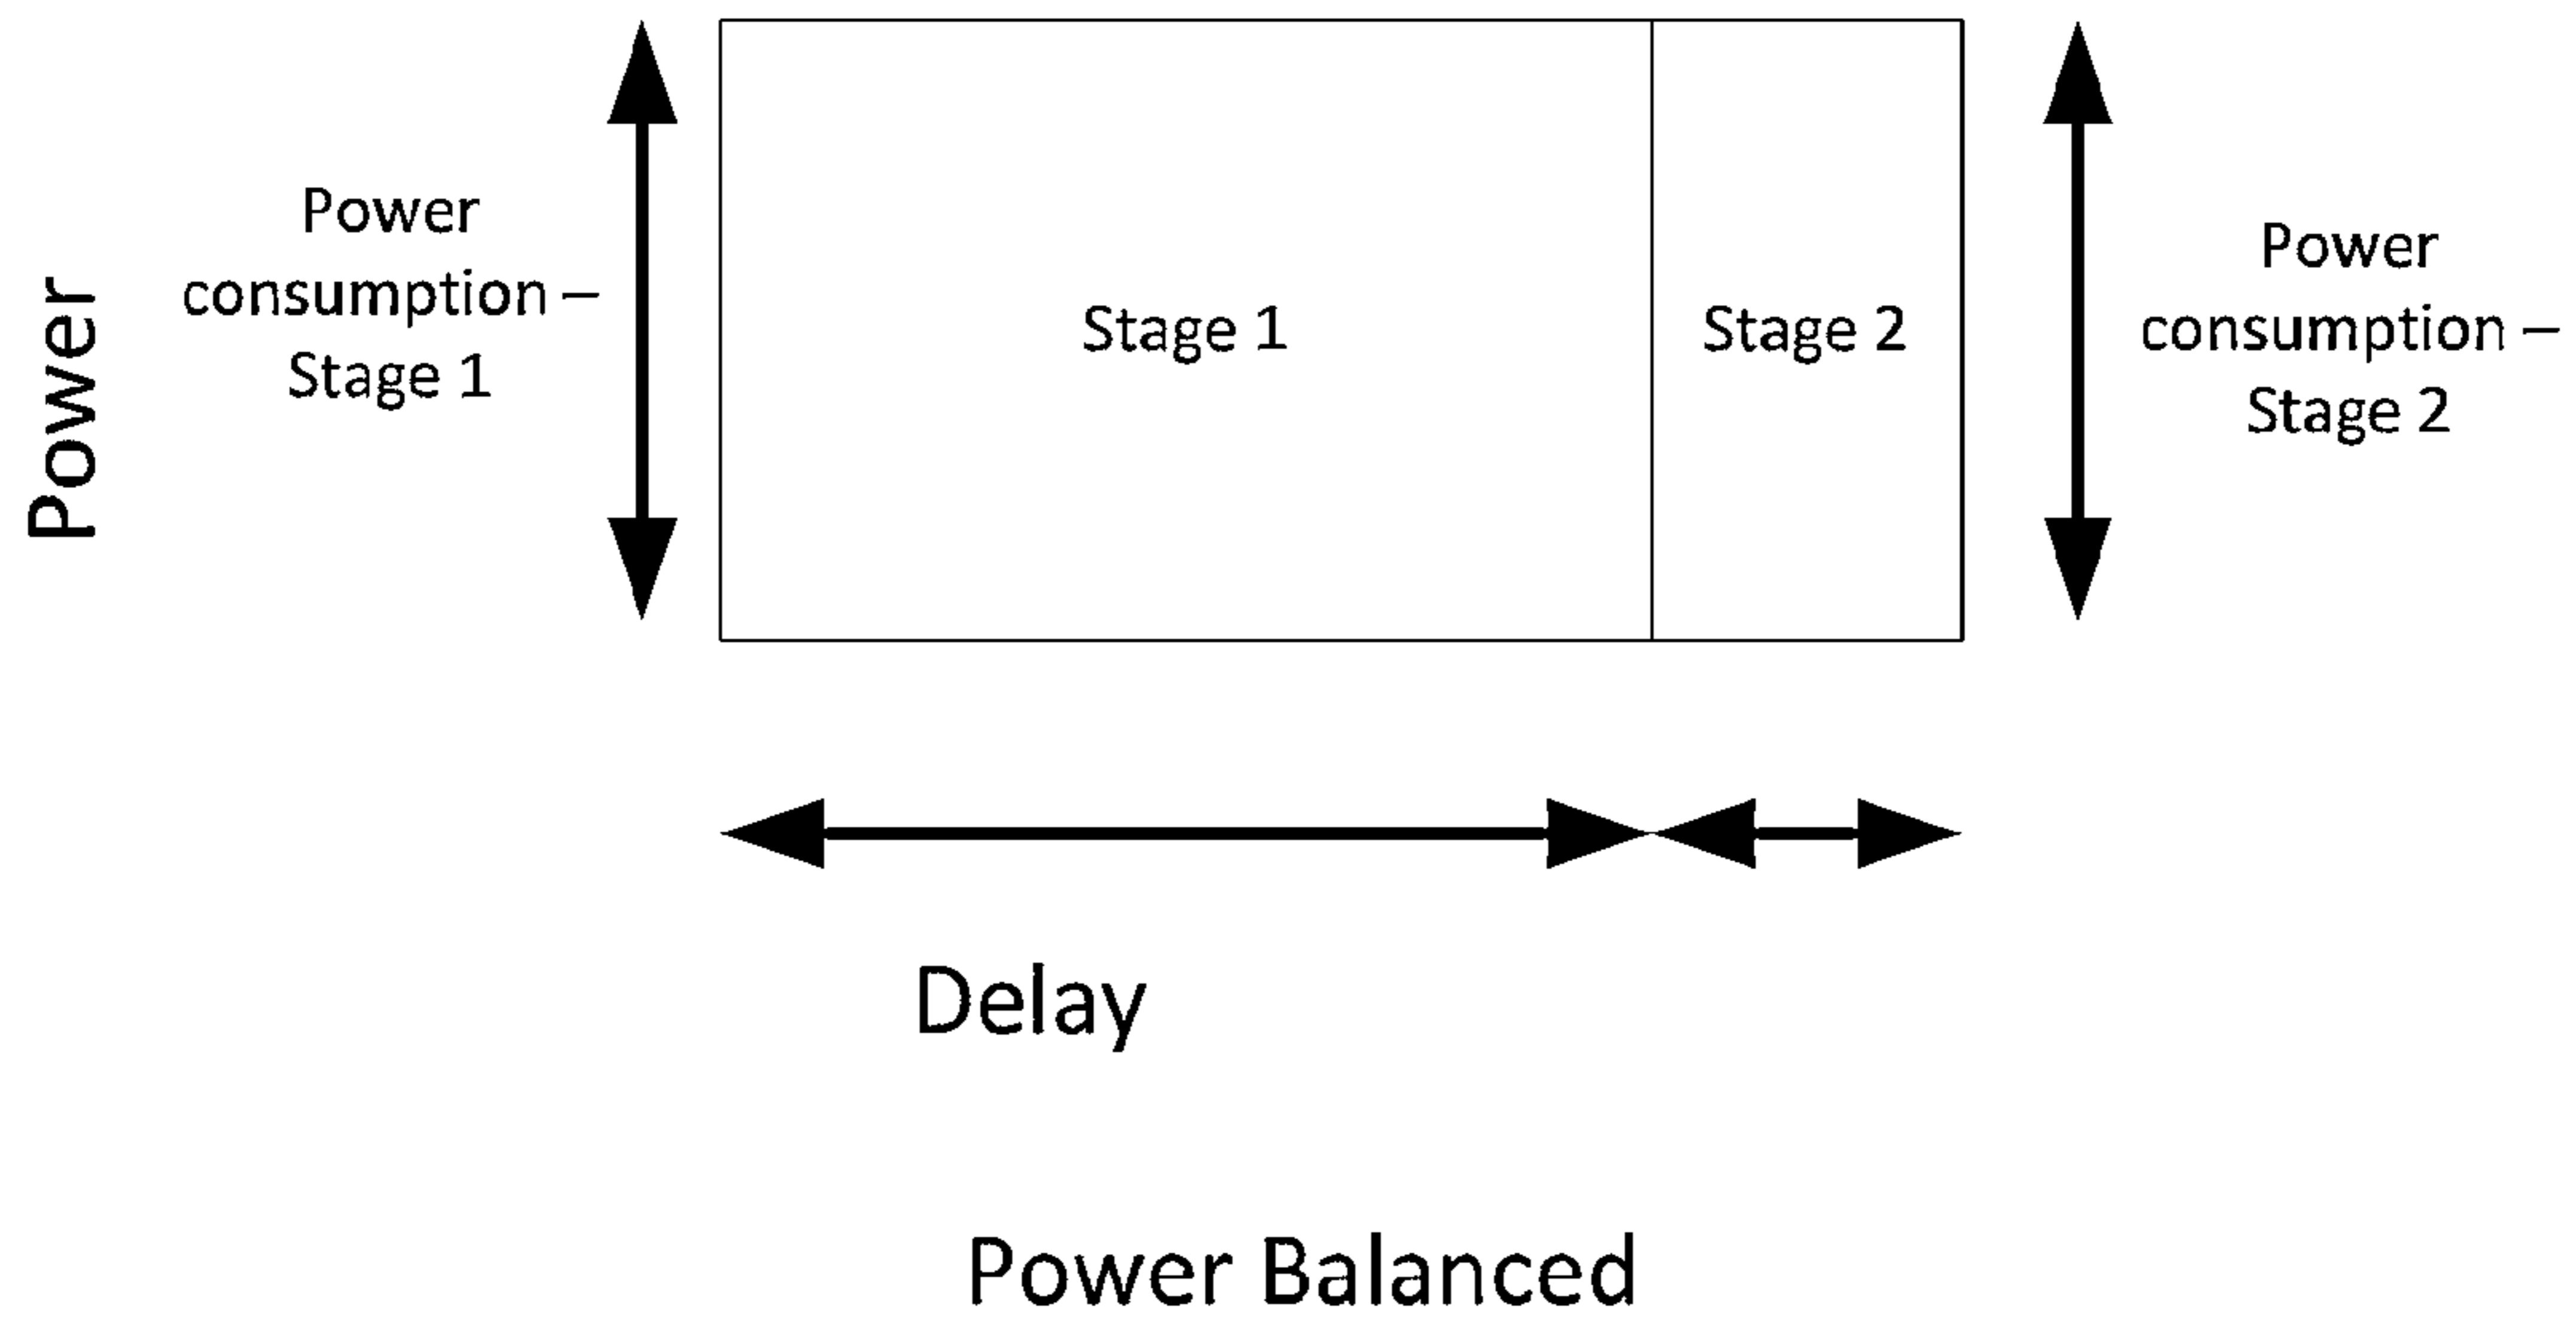 Power
Power
consumption –
Stage 1
Stage 1
Stage 2
Power
consumption –
Stage 2
Delay
Power Balanced